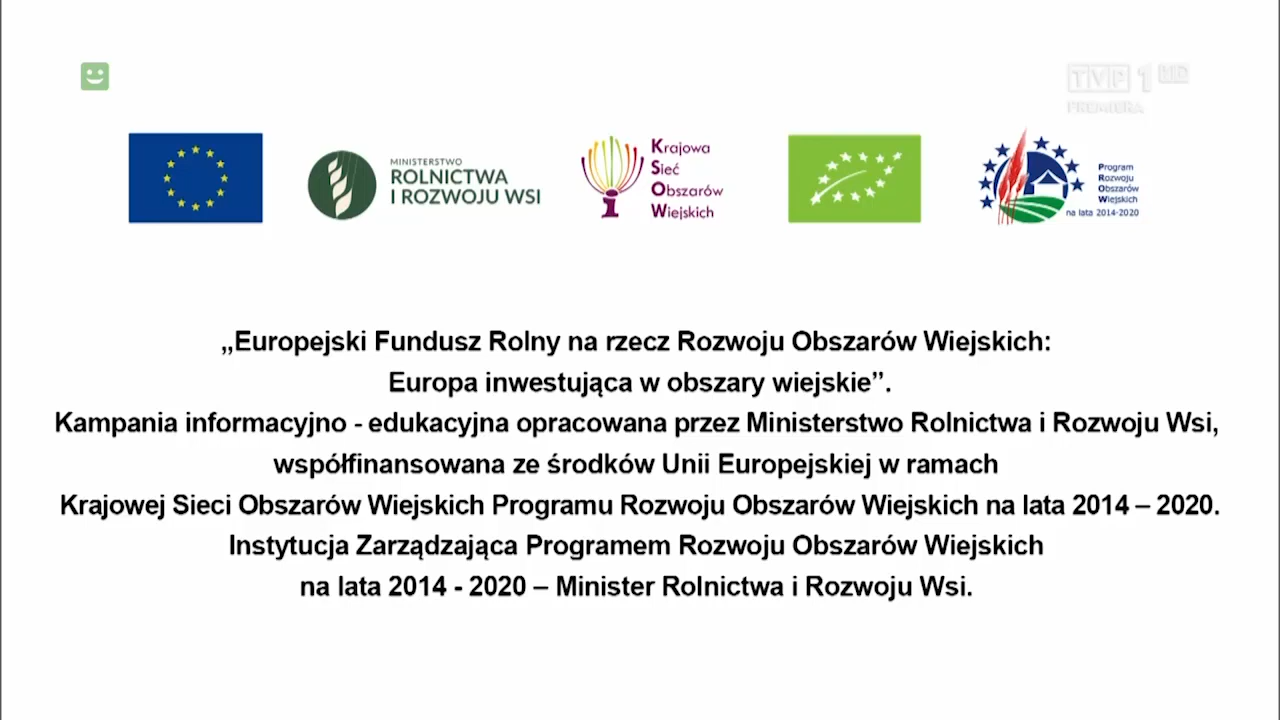 TVP 1 HD
PREMIERA
MINISTERSTWO
ROLNICTWA
I ROZWOJU WSI
Krajowa
Sieć
Obszarów
Wiejskich
Program
Rozwoju
Obszarów
Wiejskich
na lata 2014-2020
„Europejski Fundusz Rolny na rzecz Rozwoju Obszarów Wiejskich:
Europa inwestująca w obszary wiejskie”.
Kampania informacyjno - edukacyjna opracowana przez Ministerstwo Rolnictwa i Rozwoju Wsi,
współfinansowana ze środków Unii Europejskiej w ramach
Krajowej Sieci Obszarów Wiejskich Programu Rozwoju Obszarów Wiejskich na lata 2014 – 2020.
Instytucja Zarządzająca Programem Rozwoju Obszarów Wiejskich
na lata 2014 - 2020 – Minister Rolnictwa i Rozwoju Wsi.